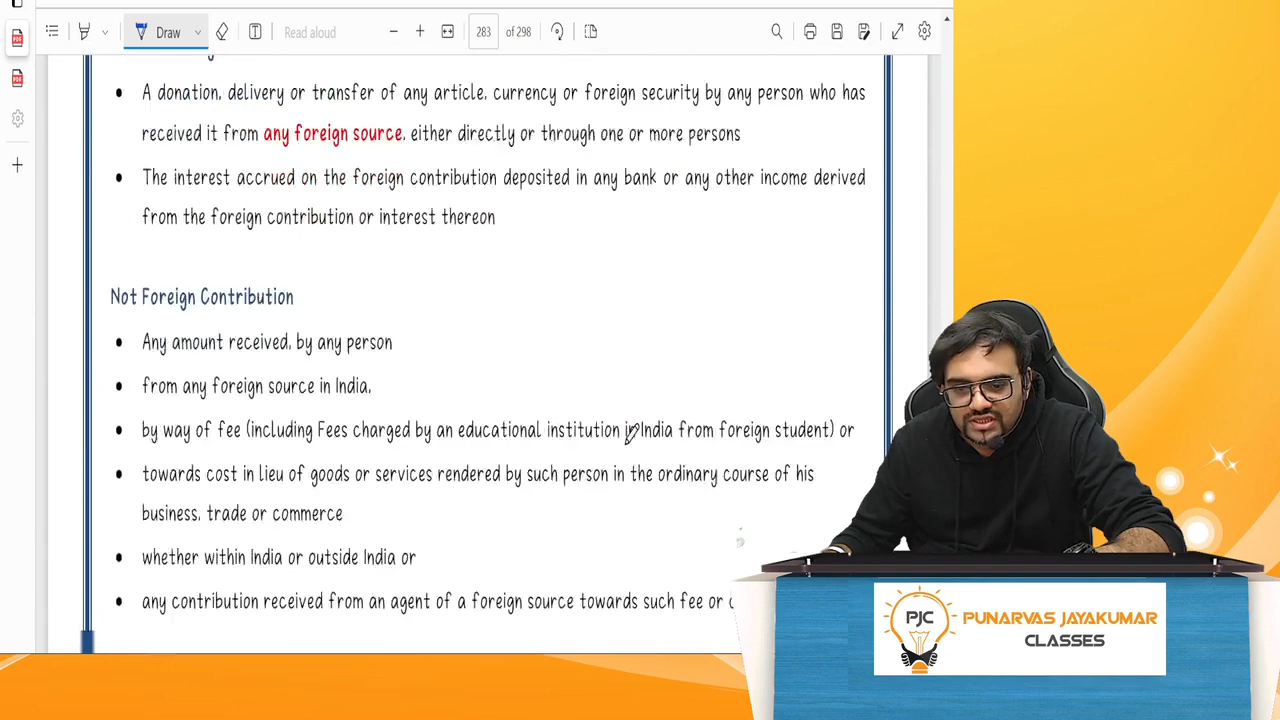 Draw
Read aloud
283 of 298
A donation, delivery or transfer of any article, currency or foreign security by any person who has
received it from any foreign source, either directly or through one or more persons
The interest accrued on the foreign contribution deposited in any bank or any other income derived
from the foreign contribution or interest thereon
Not Foreign Contribution
Any amount received, by any person
from any foreign source in India,
by way of fee (including Fees charged by an educational institution in India from foreign student) or
towards cost in lieu of goods or services rendered by such person in the ordinary course of his
business, trade or commerce
whether within India or outside India or
any contribution received from an agent of a foreign source towards such fee or
PJC
PUNARVAS JAYAKUMAR
CLASSES